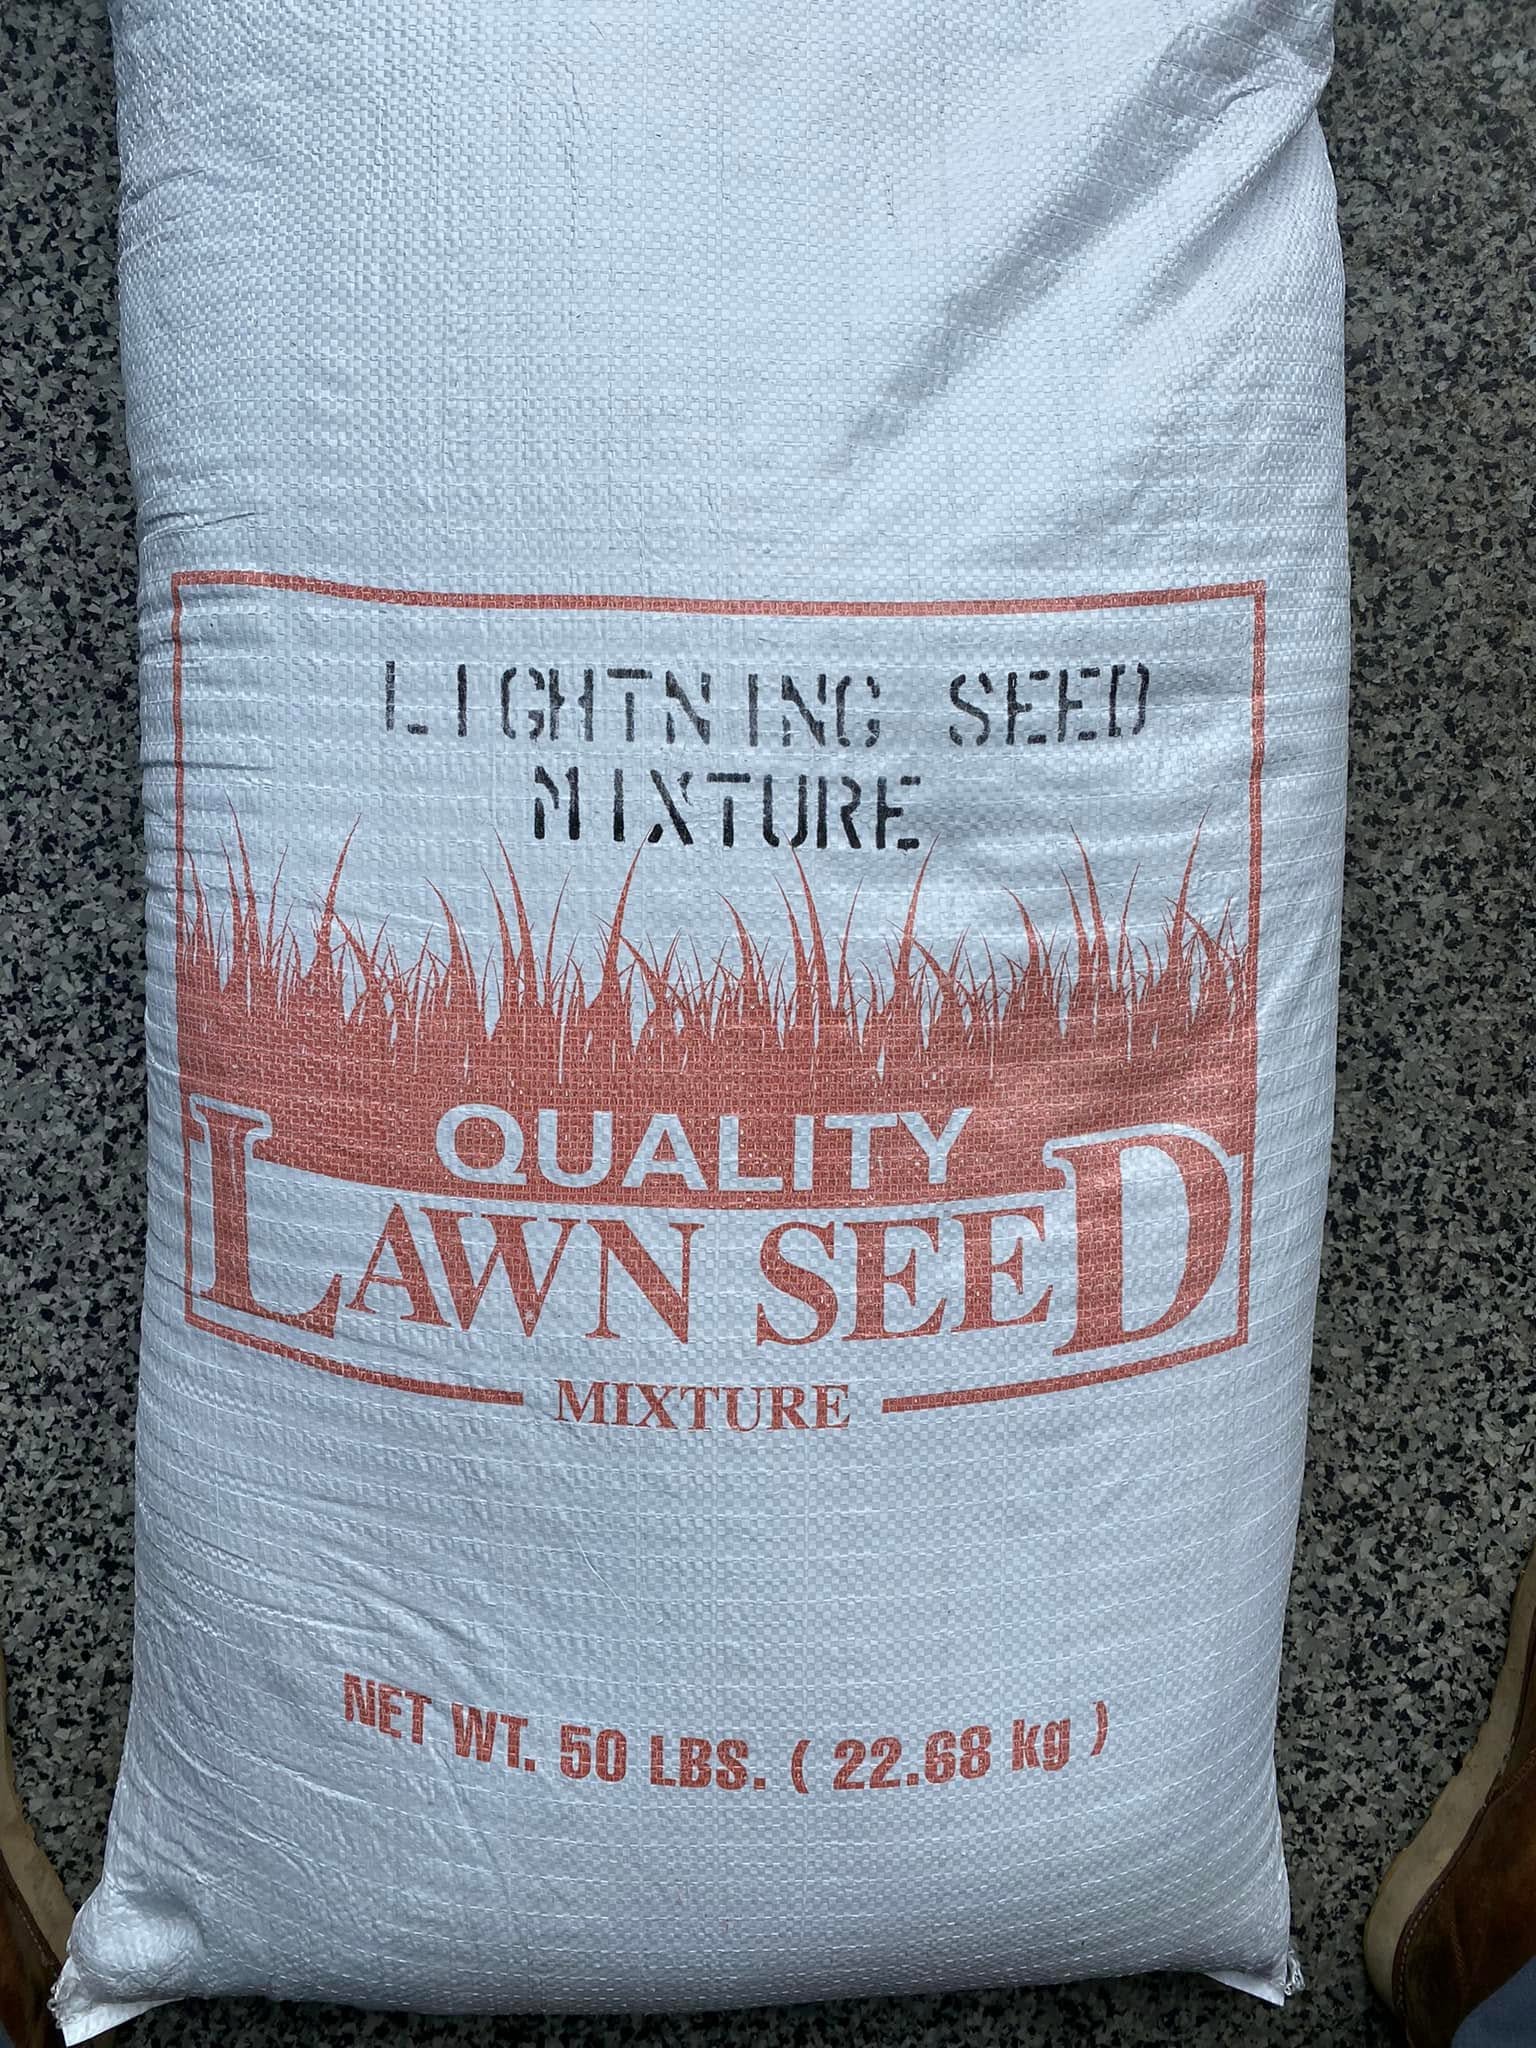 LIGHTNING SEED
MIXTURE
QUALITY
LAWN SEED
MIXTURE
NET WT. 50 LBS. ( 22.68 kg )